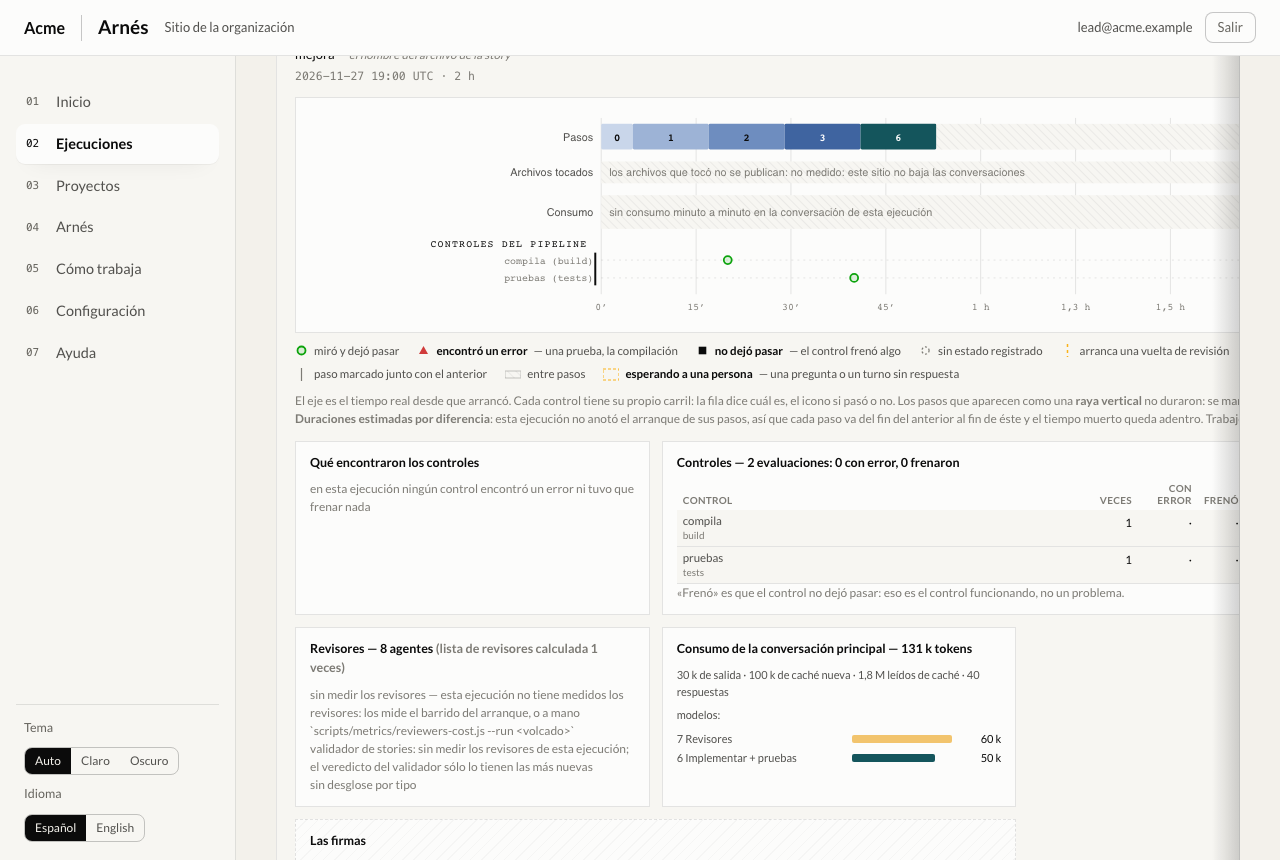 Acme
Arnés
Sitio de la organización
lead@acme.example
Salir
01 Inicio
02 Ejecuciones
03 Proyectos
04 Arnés
05 Cómo trabaja
06 Configuración
07 Ayuda
Tema
Auto Claro Oscuro
Idioma
Español English
2026-11-27 19:00 UTC · 2 h
Pasos 0 1 2 3 6
Archivos tocados los archivos que tocó no se publican: no medido: este sitio no baja las conversaciones
Consumo sin consumo minuto a minuto en la conversación de esta ejecución
CONTROLES DEL PIPELINE
compila (build)
pruebas (tests)
0′ 15′ 30′ 45′ 1 h 1,3 h 1,5 h
miró y dejó pasar encontró un error — una prueba, la compilación no dejó pasar — el control frenó algo sin estado registrado arranca una vuelta de revisión
paso marcado junto con el anterior entre pasos esperando a una persona — una pregunta o un turno sin respuesta
El eje es el tiempo real desde que arrancó. Cada control tiene su propio carril: la fila dice cuál es, el icono si pasó o no. Los pasos que aparecen como una raya vertical no duraron: se
Duraciones estimadas por diferencia: esta ejecución no anotó el arranque de sus pasos, así que cada paso va del fin del anterior al fin de éste y el tiempo muerto queda adentro.
Qué encontraron los controles
en esta ejecución ningún control encontró un error ni tuvo que
frenar nada
Controles — 2 evaluaciones: 0 con error, 0 frenaron
CONTROL VECES CON ERROR FRENÓ
compila 1 · ·
build
pruebas 1 · ·
tests
«Frenó» es que el control no dejó pasar: eso es el control funcionando, no un problema.
Revisores — 8 agentes (lista de revisores calculada 1
veces)
sin medir los revisores — esta ejecución no tiene medidos los
revisores: los mide el barrido del arranque, o a mano
`scripts/metrics/reviewers-cost.js --run <volcado>`
validador de stories: sin medir los revisores de esta ejecución;
el veredicto del validador sólo lo tienen las más nuevas
sin desglose por tipo
Consumo de la conversación principal — 131 k tokens
30 k de salida · 100 k de caché nueva · 1,8 M leídos de caché · 40
respuestas
modelos:
7 Revisores 60 k
6 Implementar + pruebas 50 k
Las firmas